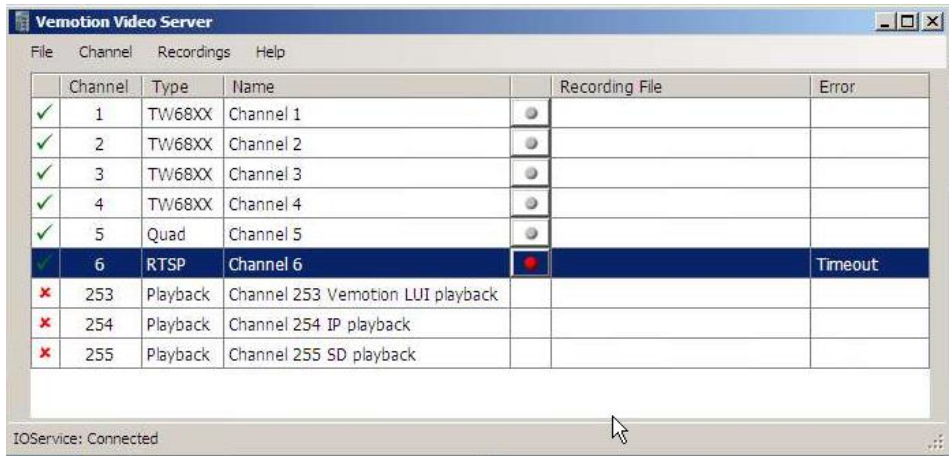 Vemotion Video Server
File Channel Recordings Help
Channel Type Name Recording File Error
1 TW68XX Channel 1
2 TW68XX Channel 2
3 TW68XX Channel 3
4 TW68XX Channel 4
5 Quad Channel 5
6 RTSP Channel 6 Timeout
253 Playback Channel 253 Vemotion LUI playback
254 Playback Channel 254 IP playback
255 Playback Channel 255 SD playback
IOService: Connected